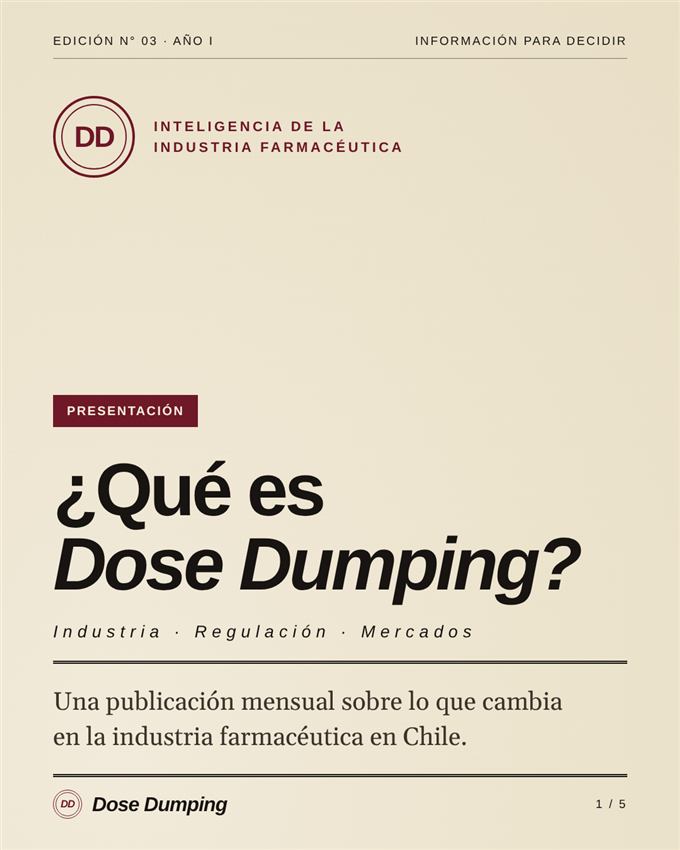 EDICIÓN N° 03 · AÑO I
INFORMACIÓN PARA DECIDIR
DD
INTELIGENCIA DE LA
INDUSTRIA FARMACÉUTICA
PRESENTACIÓN
¿Qué es
Dose Dumping?
Industria · Regulación · Mercados
Una publicación mensual sobre lo que cambia
en la industria farmacéutica en Chile.
DD
Dose Dumping
1 / 5